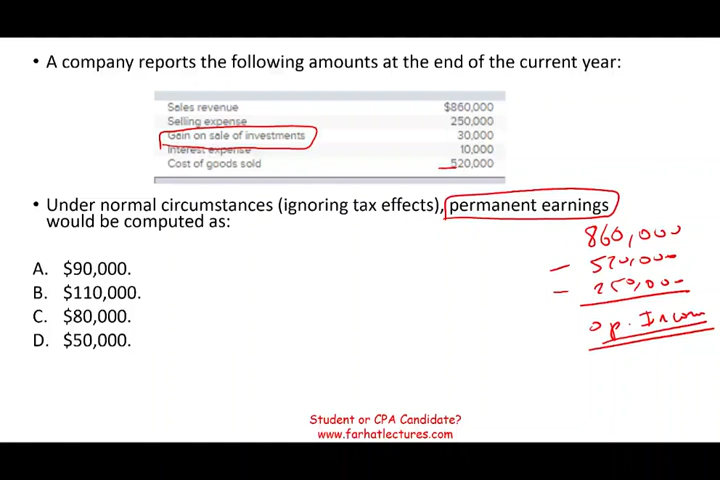 • A company reports the following amounts at the end of the current year:
Sales revenue $860,000
Selling expense 250,000
Gain on sale of investments 30,000
Interest expense 10,000
Cost of goods sold 520,000
• Under normal circumstances (ignoring tax effects), permanent earnings
would be computed as:
A. $90,000.
B. $110,000.
C. $80,000.
D. $50,000.
860,000
- 520,000
- 250,000
op. Incom
Student or CPA Candidate?
www.farhatlectures.com